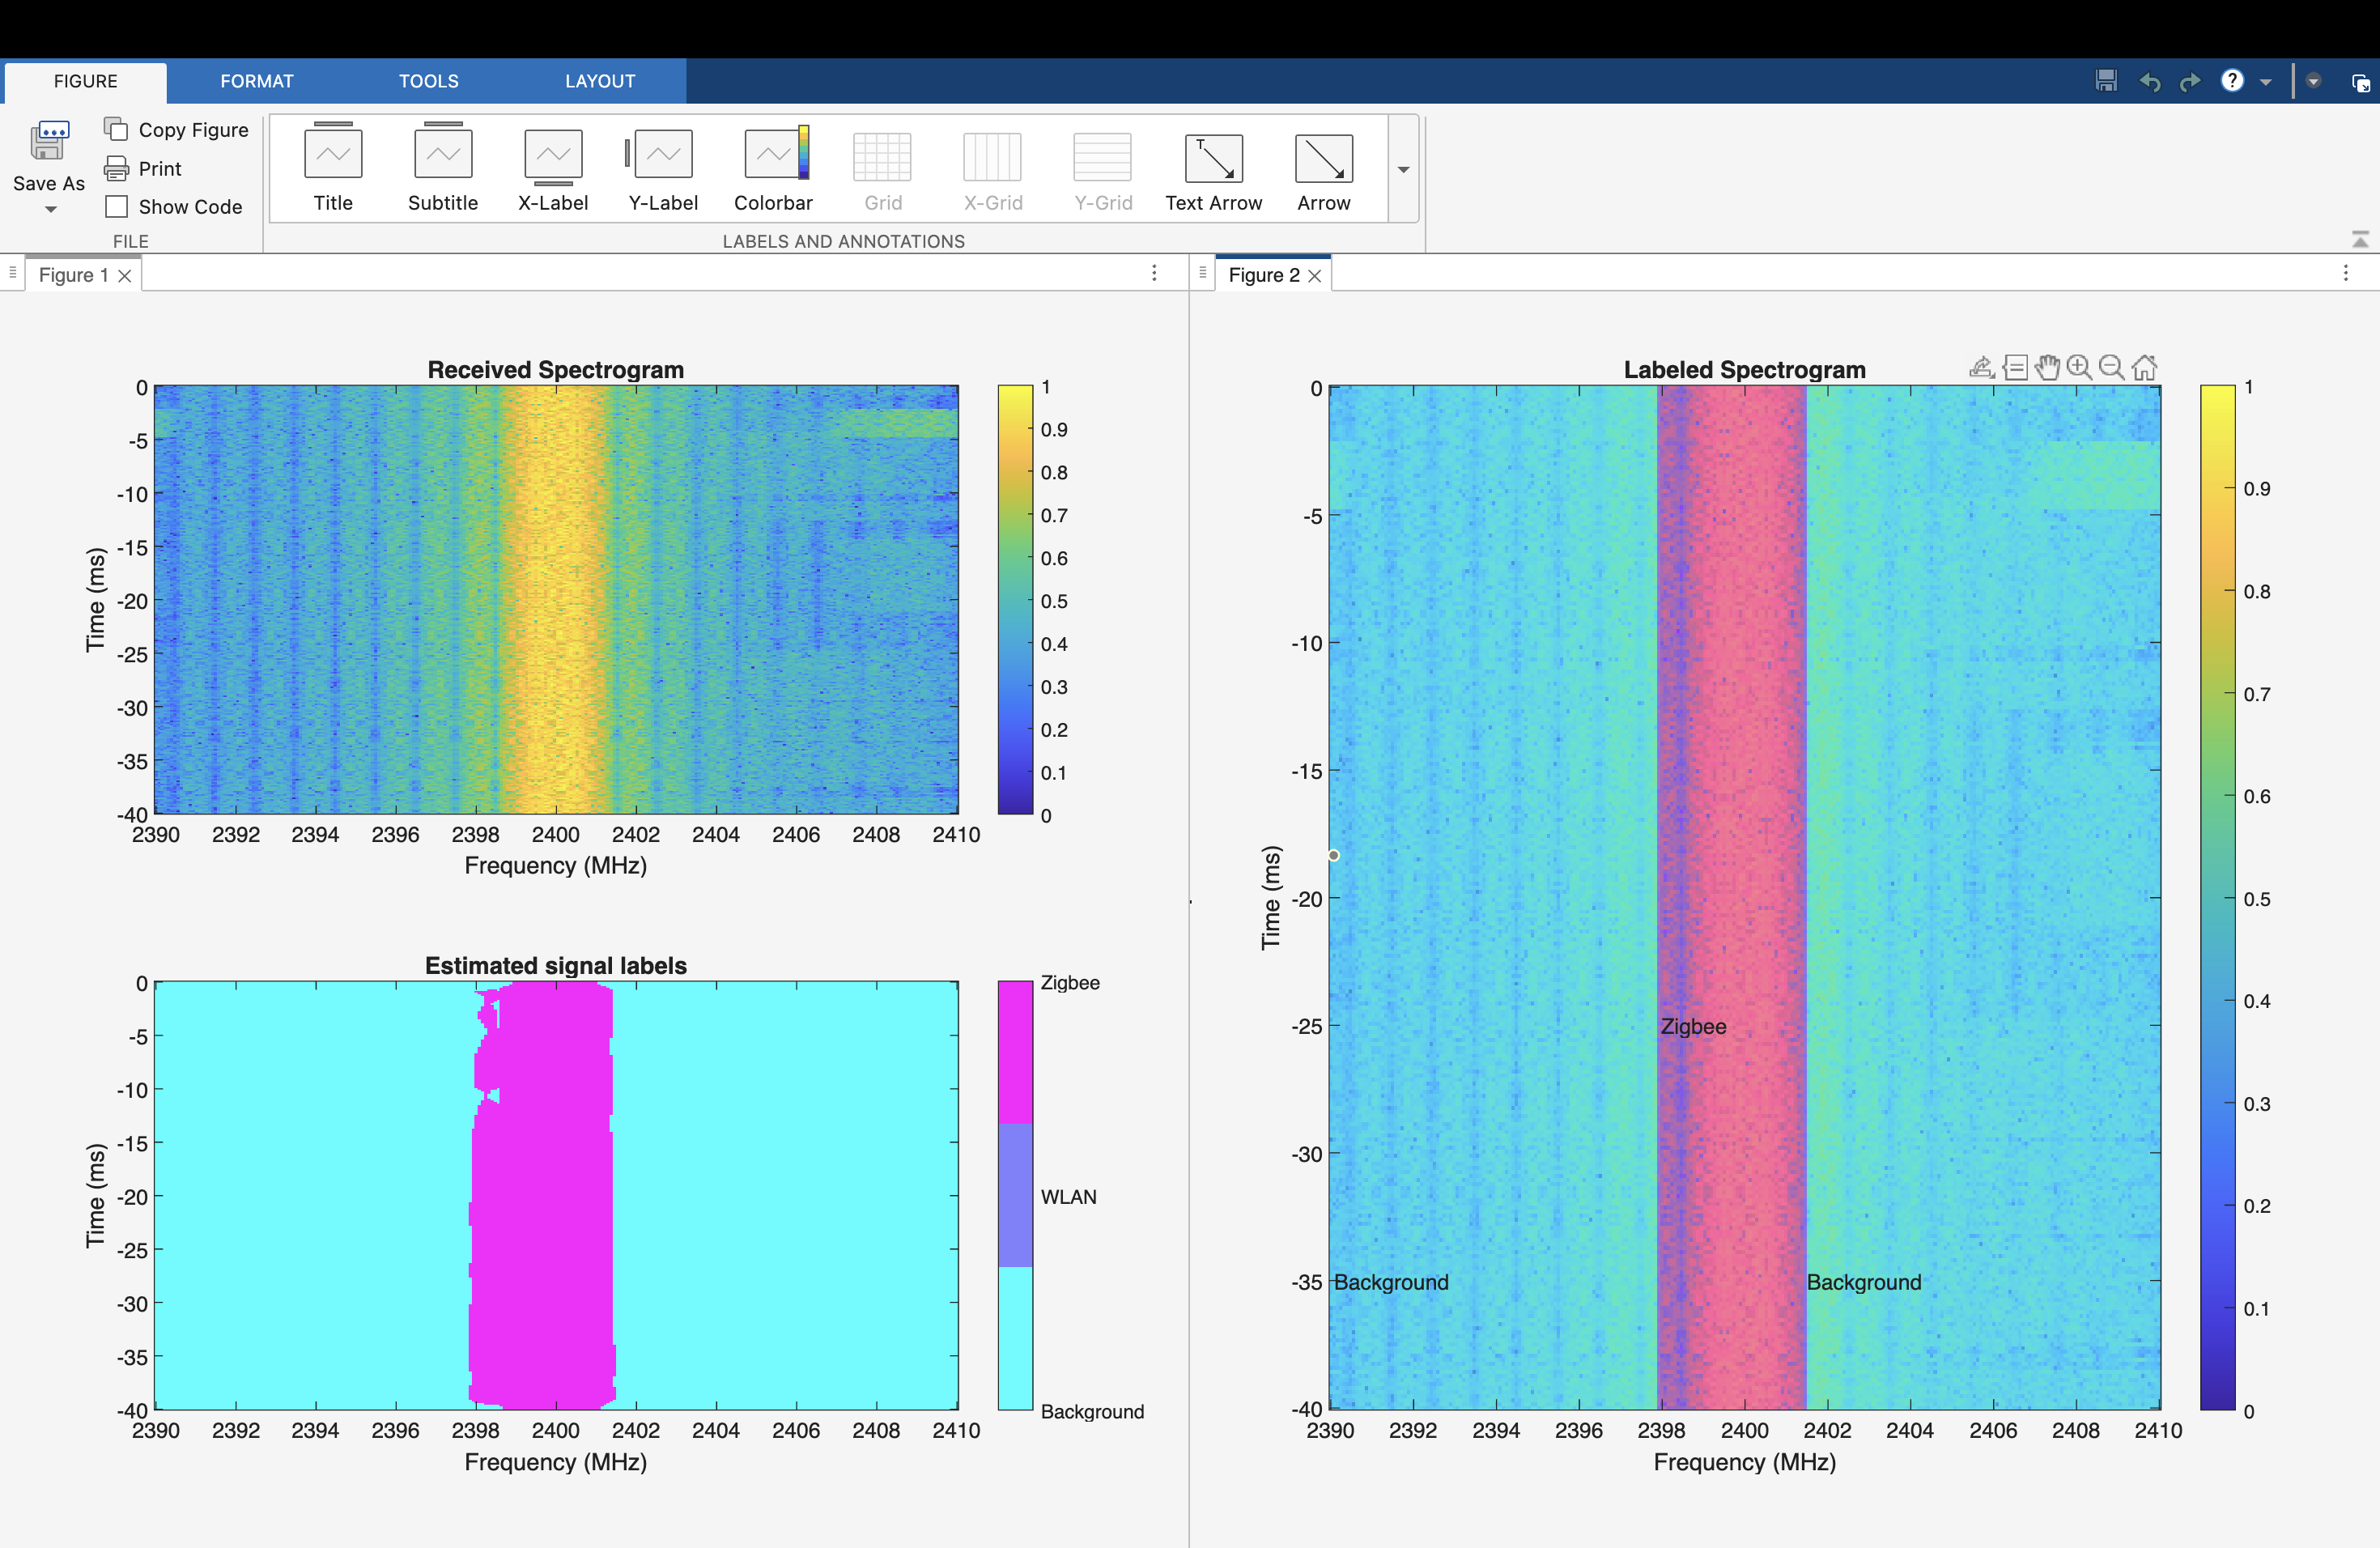 FIGURE FORMAT TOOLS LAYOUT
Save As
Copy Figure
Print
Show Code
FILE
Title Subtitle X-Label Y-Label Colorbar Grid X-Grid Y-Grid Text Arrow Arrow
LABELS AND ANNOTATIONS
Figure 1
Figure 2
Received Spectrogram
0
-5
-10
-15
-20
-25
-30
-35
-40
Time (ms)
2390 2392 2394 2396 2398 2400 2402 2404 2406 2408 2410
Frequency (MHz)
1
0.9
0.8
0.7
0.6
0.5
0.4
0.3
0.2
0.1
0
Estimated signal labels
0
-5
-10
-15
-20
-25
-30
-35
-40
Time (ms)
2390 2392 2394 2396 2398 2400 2402 2404 2406 2408 2410
Frequency (MHz)
Zigbee
WLAN
Background
Labeled Spectrogram
0
-5
-10
-15
-20
-25
-30
-35
-40
Time (ms)
Zigbee
Background
Background
2390 2392 2394 2396 2398 2400 2402 2404 2406 2408 2410
Frequency (MHz)
1
0.9
0.8
0.7
0.6
0.5
0.4
0.3
0.2
0.1
0